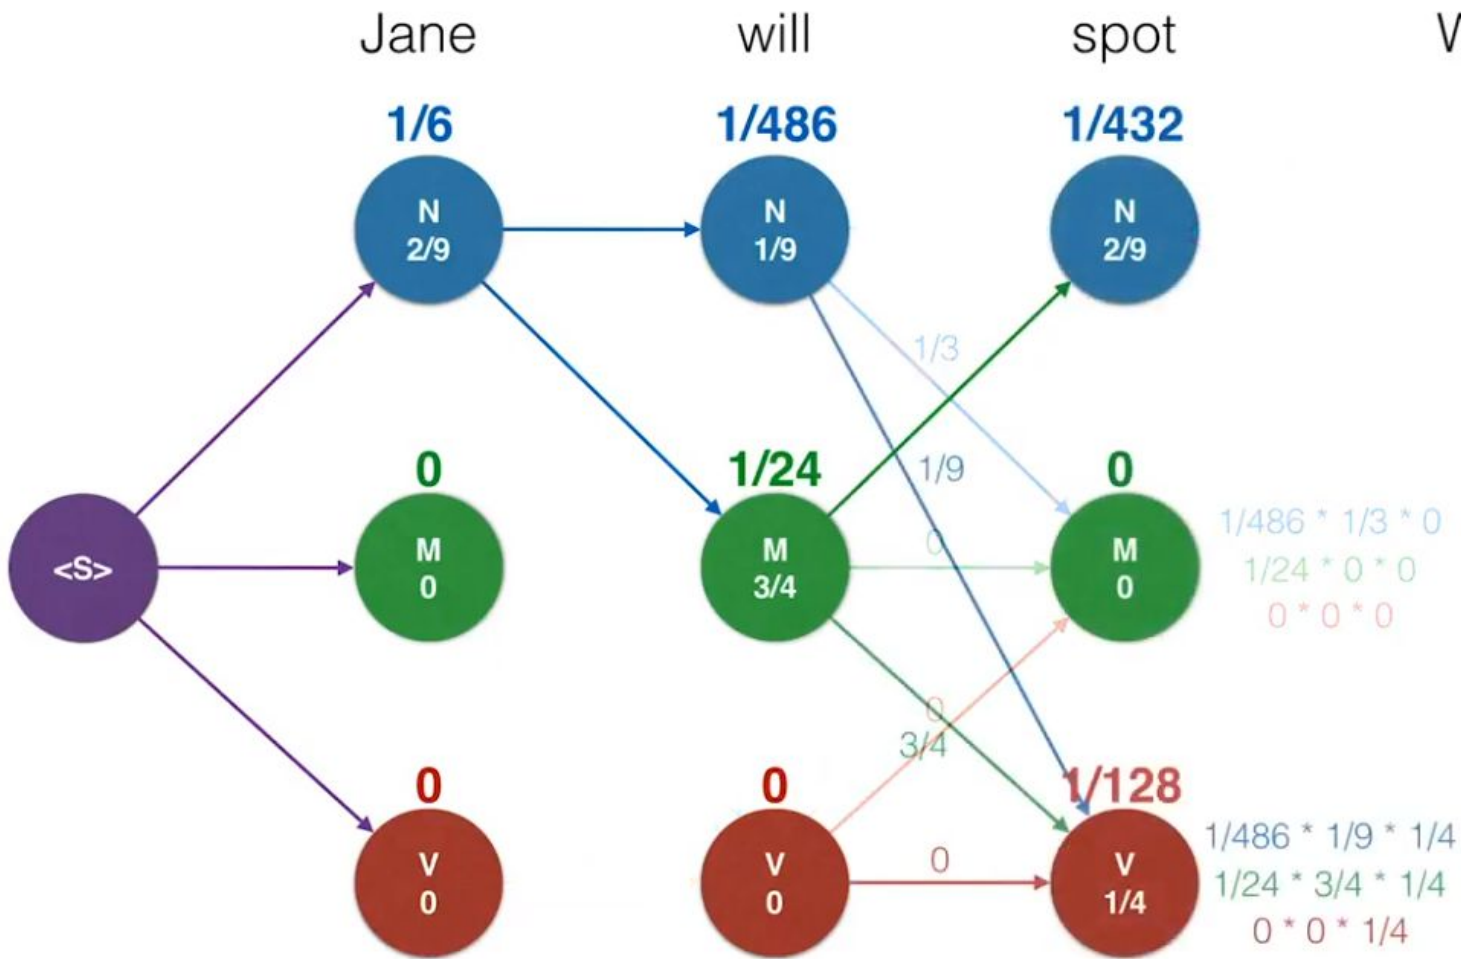 Jane will spot
1/6 1/486 1/432
N N N
2/9 1/9 2/9
1/3
1/9
0 1/24 0
<S>
M M M
0 3/4 0
0
1/486 * 1/3 * 0
1/24 * 0 * 0
0 * 0 * 0
0
3/4
0 0 1/128
V V V
0 0 1/4
0
1/486 * 1/9 * 1/4
1/24 * 3/4 * 1/4
0 * 0 * 1/4